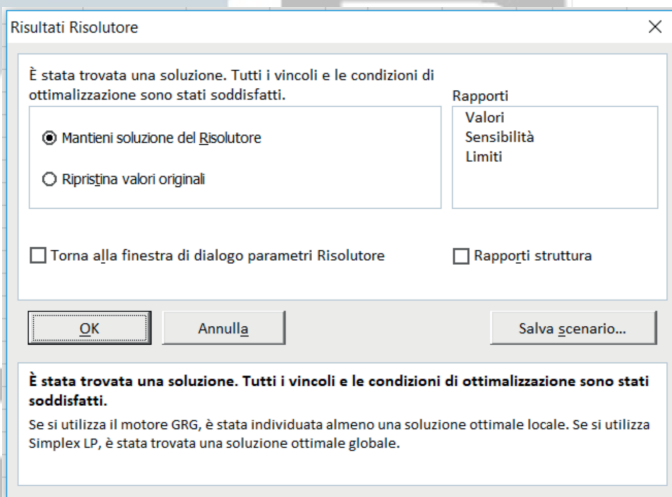 Risultati Risolutore
È stata trovata una soluzione. Tutti i vincoli e le condizioni di
ottimalizzazione sono stati soddisfatti.
Rapporti
Mantieni soluzione del Risolutore
Ripristina valori originali
Valori
Sensibilità
Limiti
Torna alla finestra di dialogo parametri Risolutore
Rapporti struttura
OK
Annulla
Salva scenario...
È stata trovata una soluzione. Tutti i vincoli e le condizioni di ottimalizzazione sono stati
soddisfatti.
Se si utilizza il motore GRG, è stata individuata almeno una soluzione ottimale locale. Se si utilizza
Simplex LP, è stata trovata una soluzione ottimale globale.